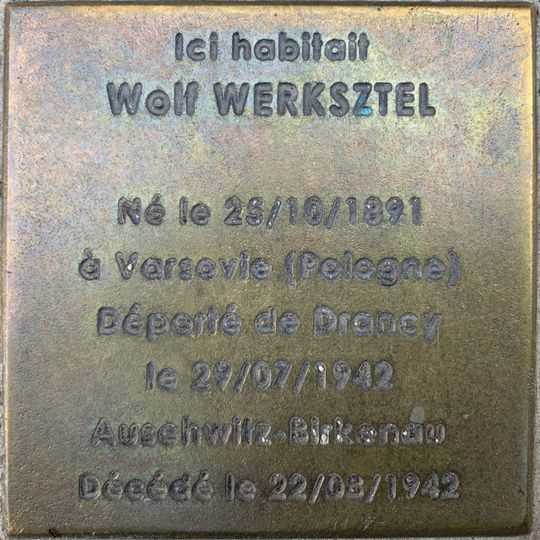 Ici habitait
Wolf WERKSZTEL
Né le 25/10/1891
à Varsovie (Pologne)
Déporté de Drancy
le 29/07/1942
Auschwitz-Birkenau
Décédé le 22/08/1942